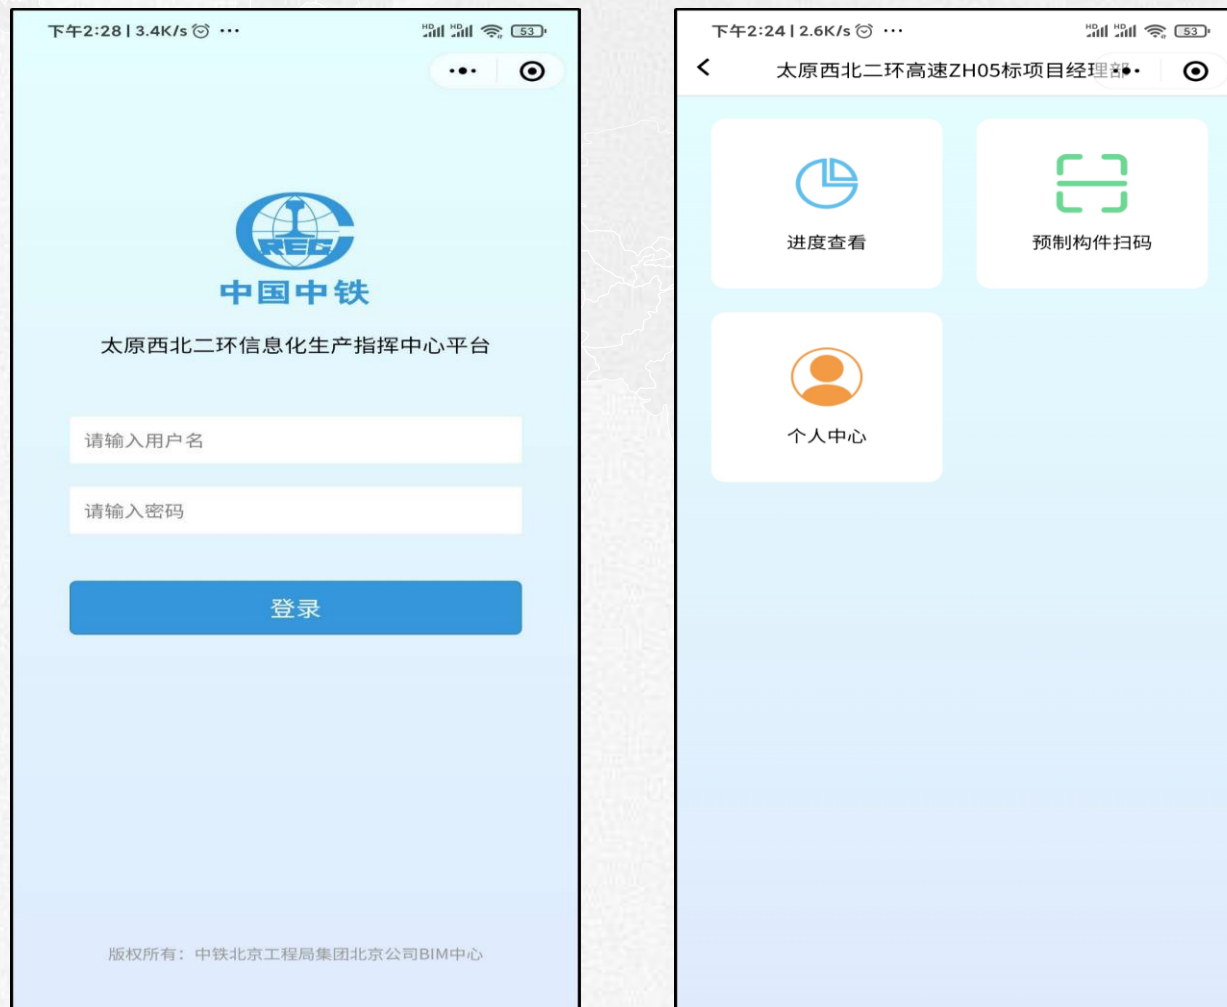 下午2:28 | 3.4K/s
HD HD 53
CREG
中国中铁
太原西北二环信息化生产指挥中心平台
请输入用户名
请输入密码
登录
版权所有：中铁北京工程局集团北京公司BIM中心
下午2:24 | 2.6K/s
HD HD 53
太原西北二环高速ZH05标项目经理部
进度查看
预制构件扫码
个人中心